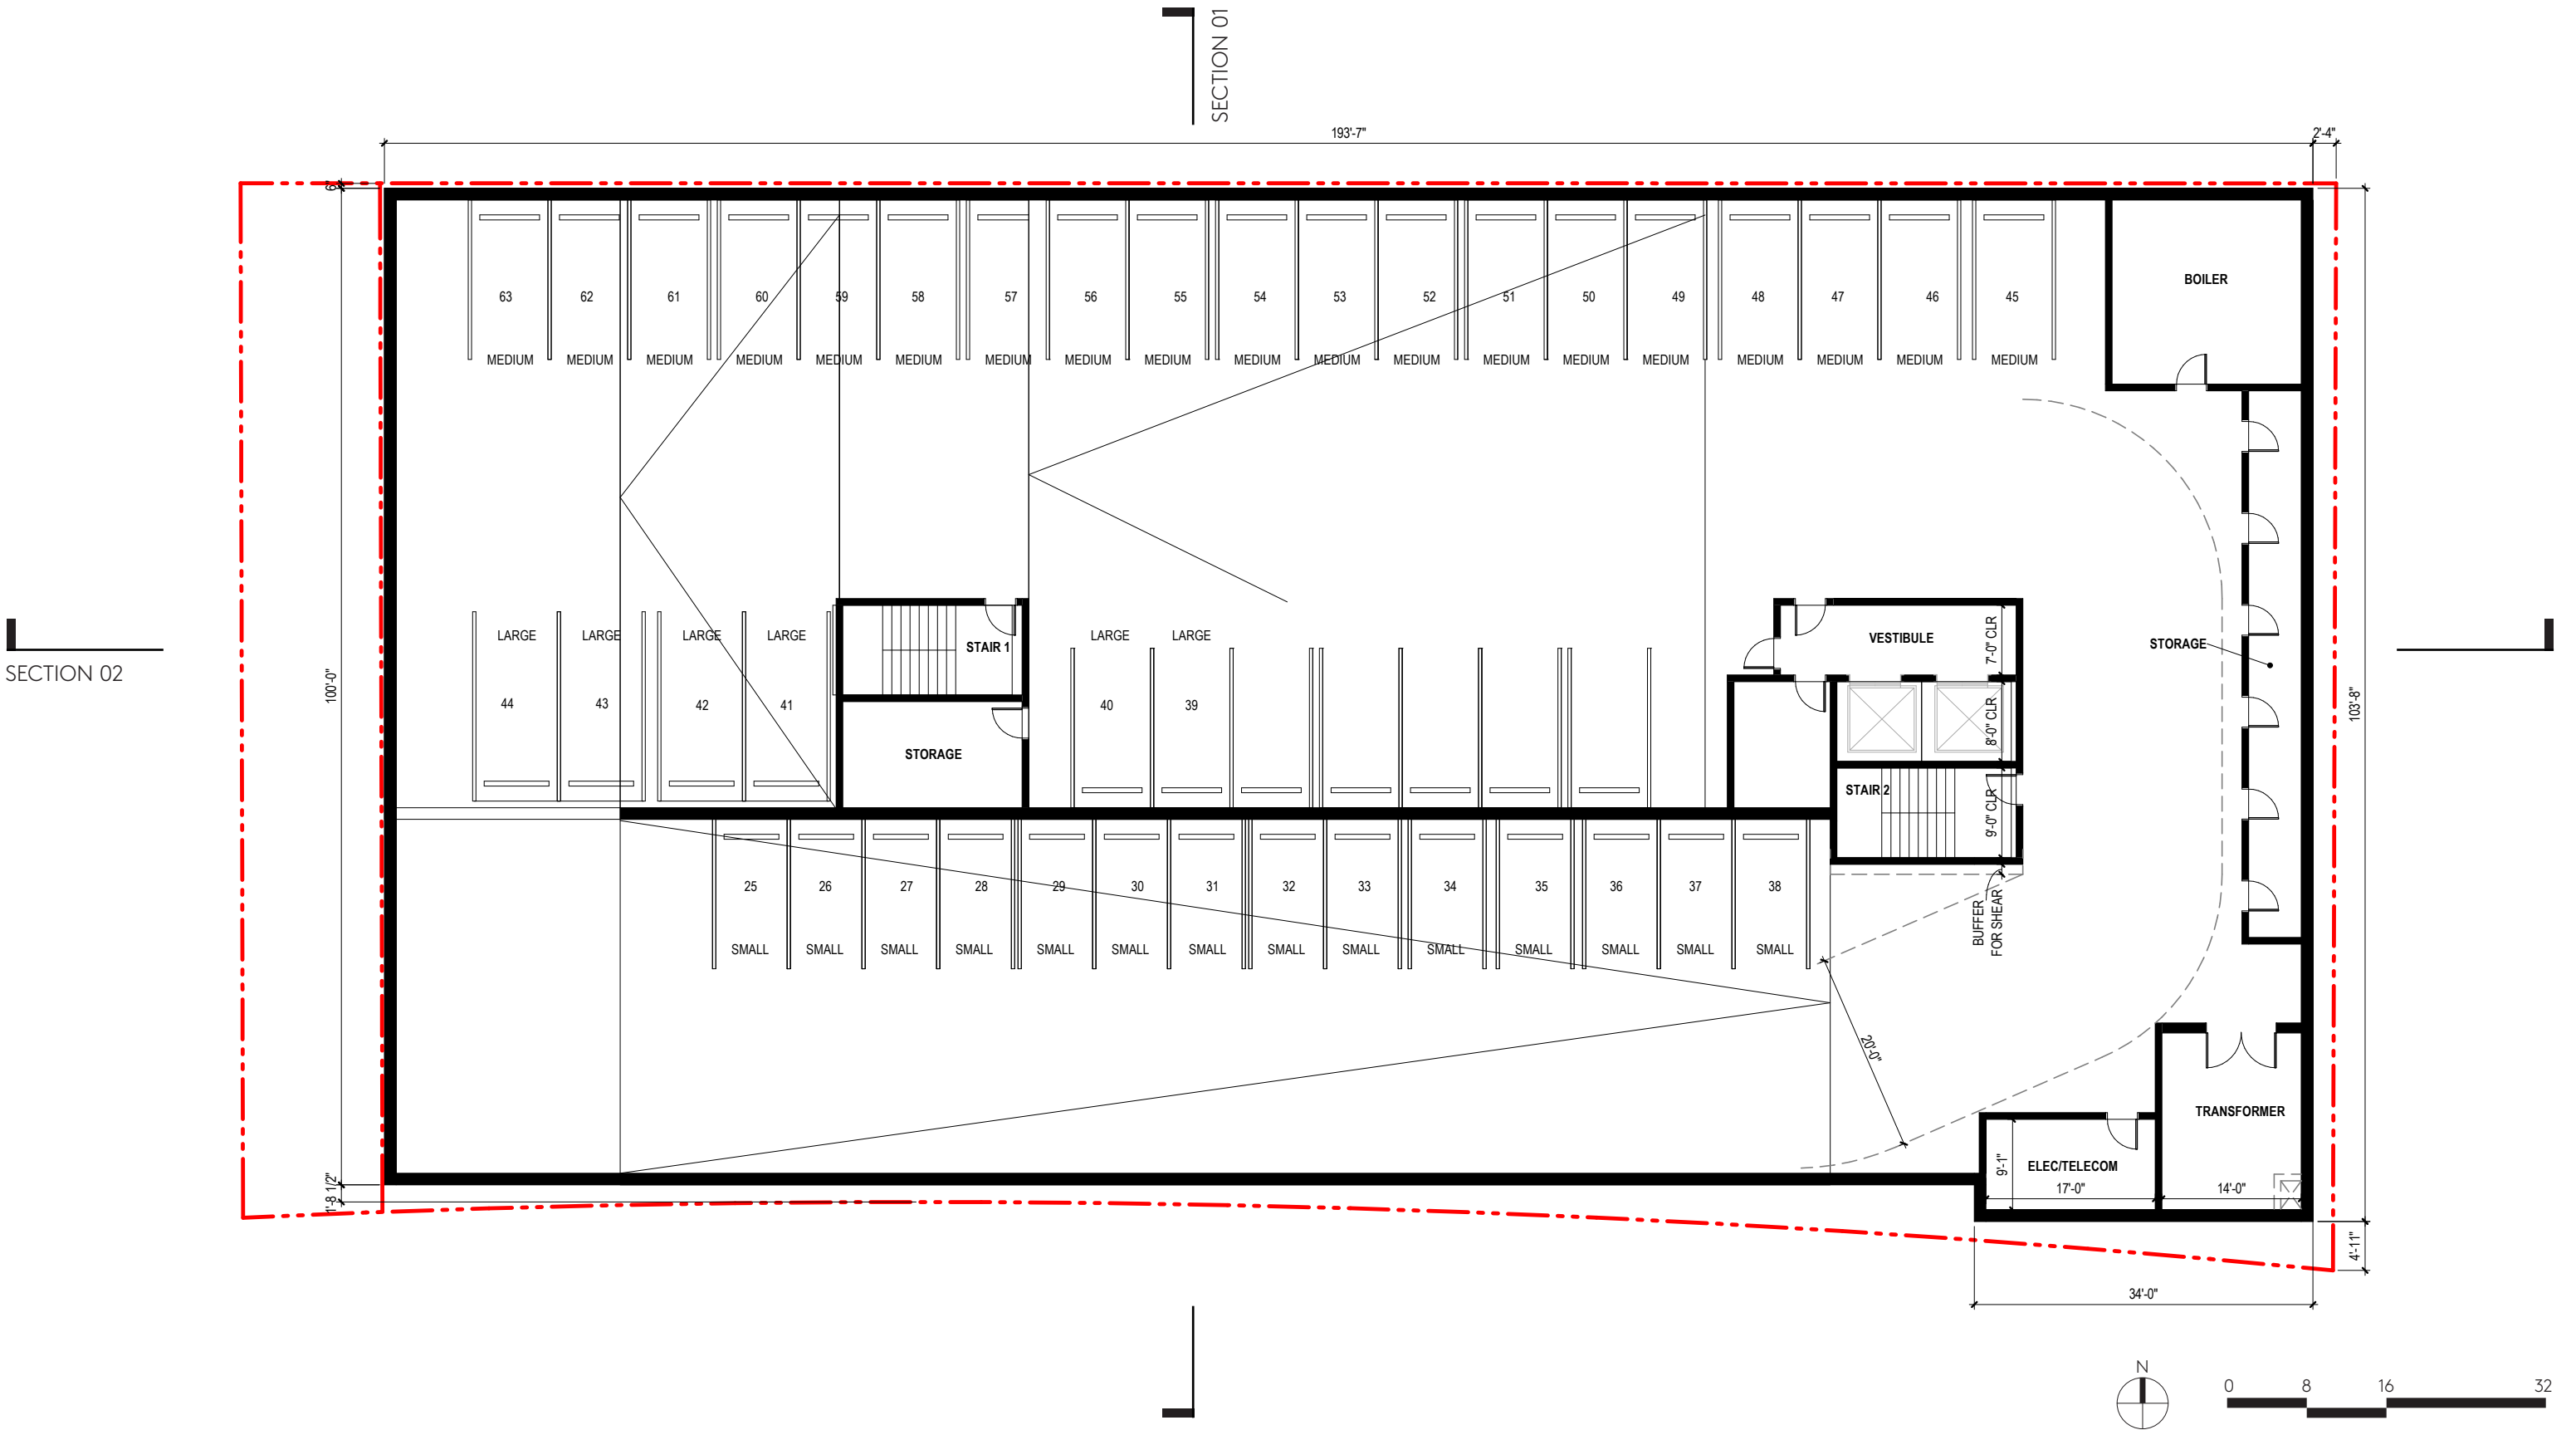 SECTION 01
193'-7"
2'-4"
6"
63 62 61 60 59 58 57 56 55 54 53 52 51 50 49 48 47 46 45
BOILER
MEDIUM MEDIUM MEDIUM MEDIUM MEDIUM MEDIUM MEDIUM MEDIUM MEDIUM MEDIUM MEDIUM MEDIUM MEDIUM MEDIUM MEDIUM MEDIUM MEDIUM MEDIUM MEDIUM
LARGE LARGE LARGE LARGE
STAIR 1
LARGE LARGE
VESTIBULE
7'-0" CLR
STORAGE
SECTION 02
100'-0"
103'-8"
44 43 42 41
40 39
8'-0" CLR
STORAGE
STAIR 2
9'-0" CLR
25 26 27 28 29 30 31 32 33 34 35 36 37 38
SMALL SMALL SMALL SMALL SMALL SMALL SMALL SMALL SMALL SMALL SMALL SMALL SMALL SMALL
BUFFER
FOR SHEAR
20'-0"
TRANSFORMER
ELEC/TELECOM
9'-1"
17'-0"
14'-0"
1'-8 1/2"
4'-11"
34'-0"
N
0 8 16 32